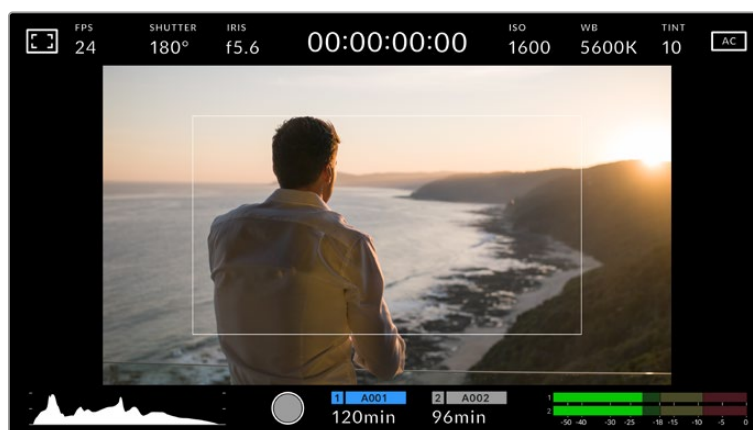 FPS SHUTTER IRIS ISO WB TINT
24 180° f5.6 00:00:00:00 1600 5600K 10 AC
1 A001 2 A002
120min 96min
1
2
-50 -40 -30 -25 -18 -15 -10 -5 0